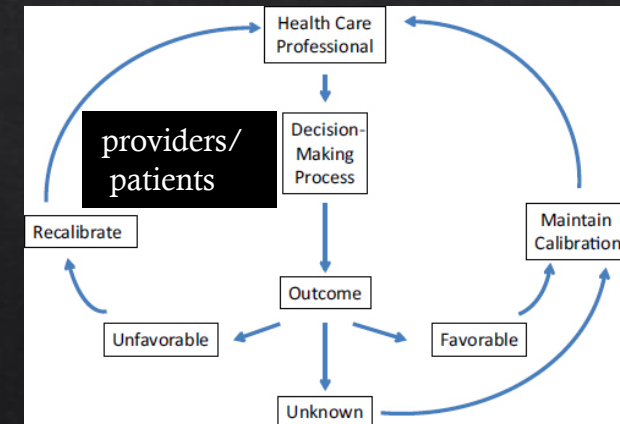 Health Care
Professional
providers/
patients
Decision-
Making
Process
Recalibrate
Maintain
Calibration
Outcome
Unfavorable
Favorable
Unknown